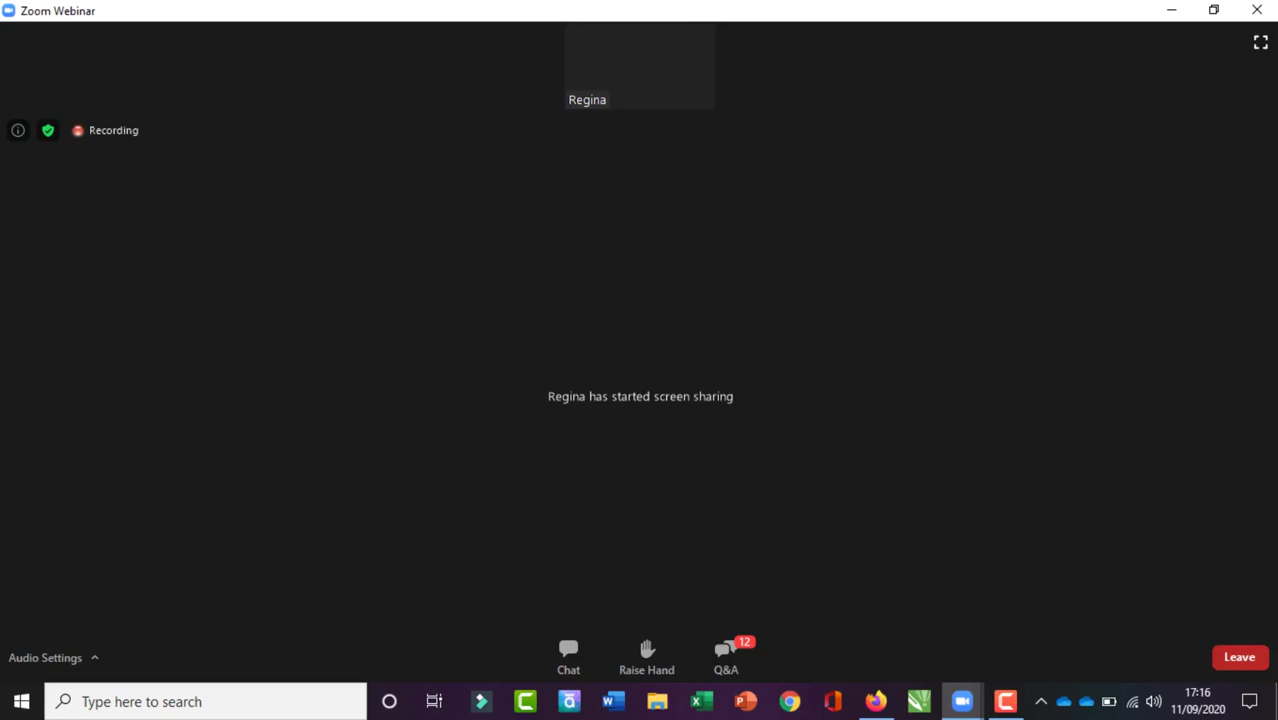 Zoom Webinar
Regina
Recording
Regina has started screen sharing
Audio Settings
Chat
Raise Hand
12
Q&A
Leave
Type here to search
17:16
11/09/2020